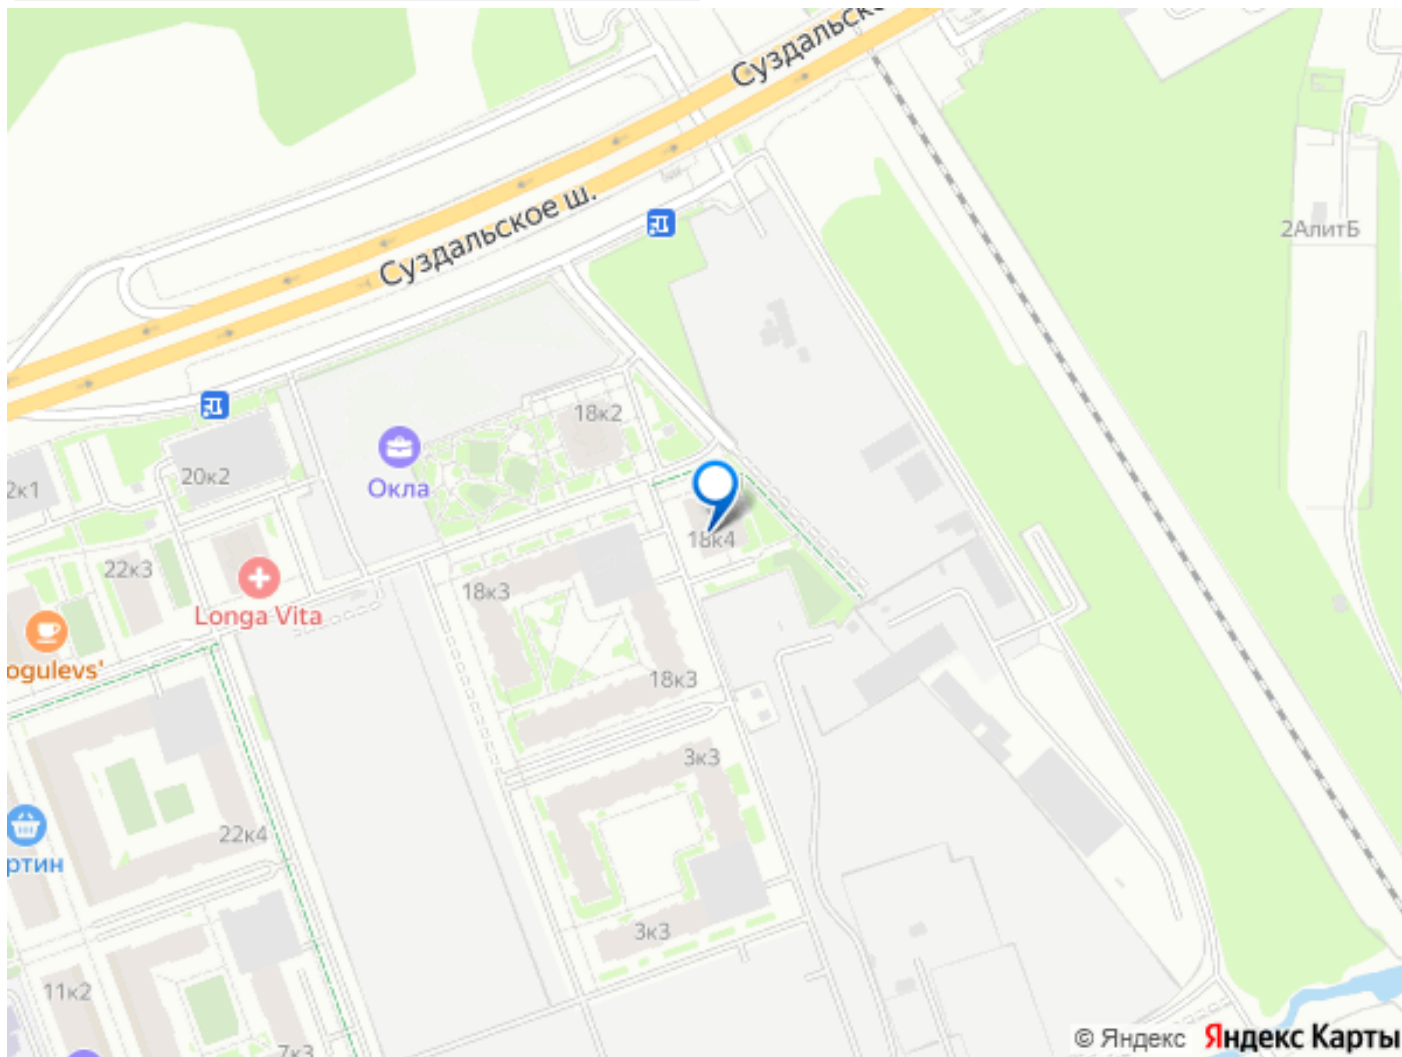 Суздальско
Суздальское ш.
2АлитБ
18к2
20к2
2к1
Окла
18к4
22к3
18к3
Longa Vita
ogulevs'
18к3
3к3
22к4
ртин
3к3
11к2
7к3
© Яндекс Яндекс Карты